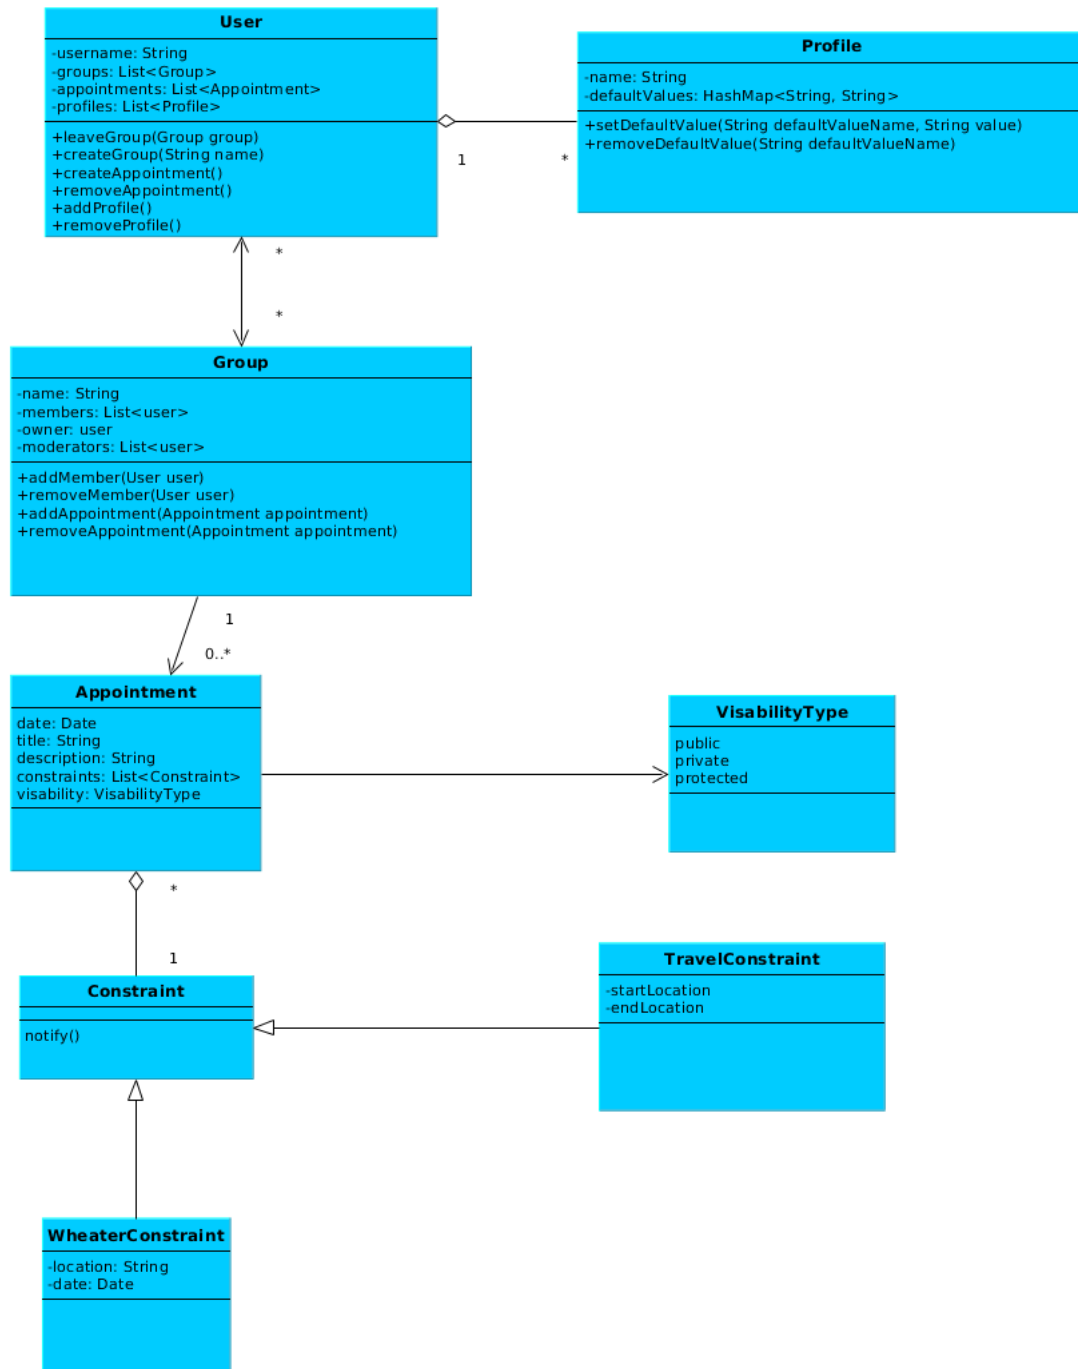 User
-username: String
-groups: List<Group>
-appointments: List<Appointment>
-profiles: List<Profile>
+leaveGroup(Group group)
+createGroup(String name)
+createAppointment()
+removeAppointment()
+addProfile()
+removeProfile()
1
*
Profile
-name: String
-defaultValues: HashMap<String, String>
+setDefaultValue(String defaultValueName, String value)
+removeDefaultValue(String defaultValueName)
*
*
Group
-name: String
-members: List<user>
-owner: user
-moderators: List<user>
+addMember(User user)
+removeMember(User user)
+addAppointment(Appointment appointment)
+removeAppointment(Appointment appointment)
1
0..*
Appointment
date: Date
title: String
description: String
constraints: List<Constraint>
visability: VisabilityType
VisabilityType
public
private
protected
*
1
Constraint
notify()
TravelConstraint
-startLocation
-endLocation
WheaterConstraint
-location: String
-date: Date